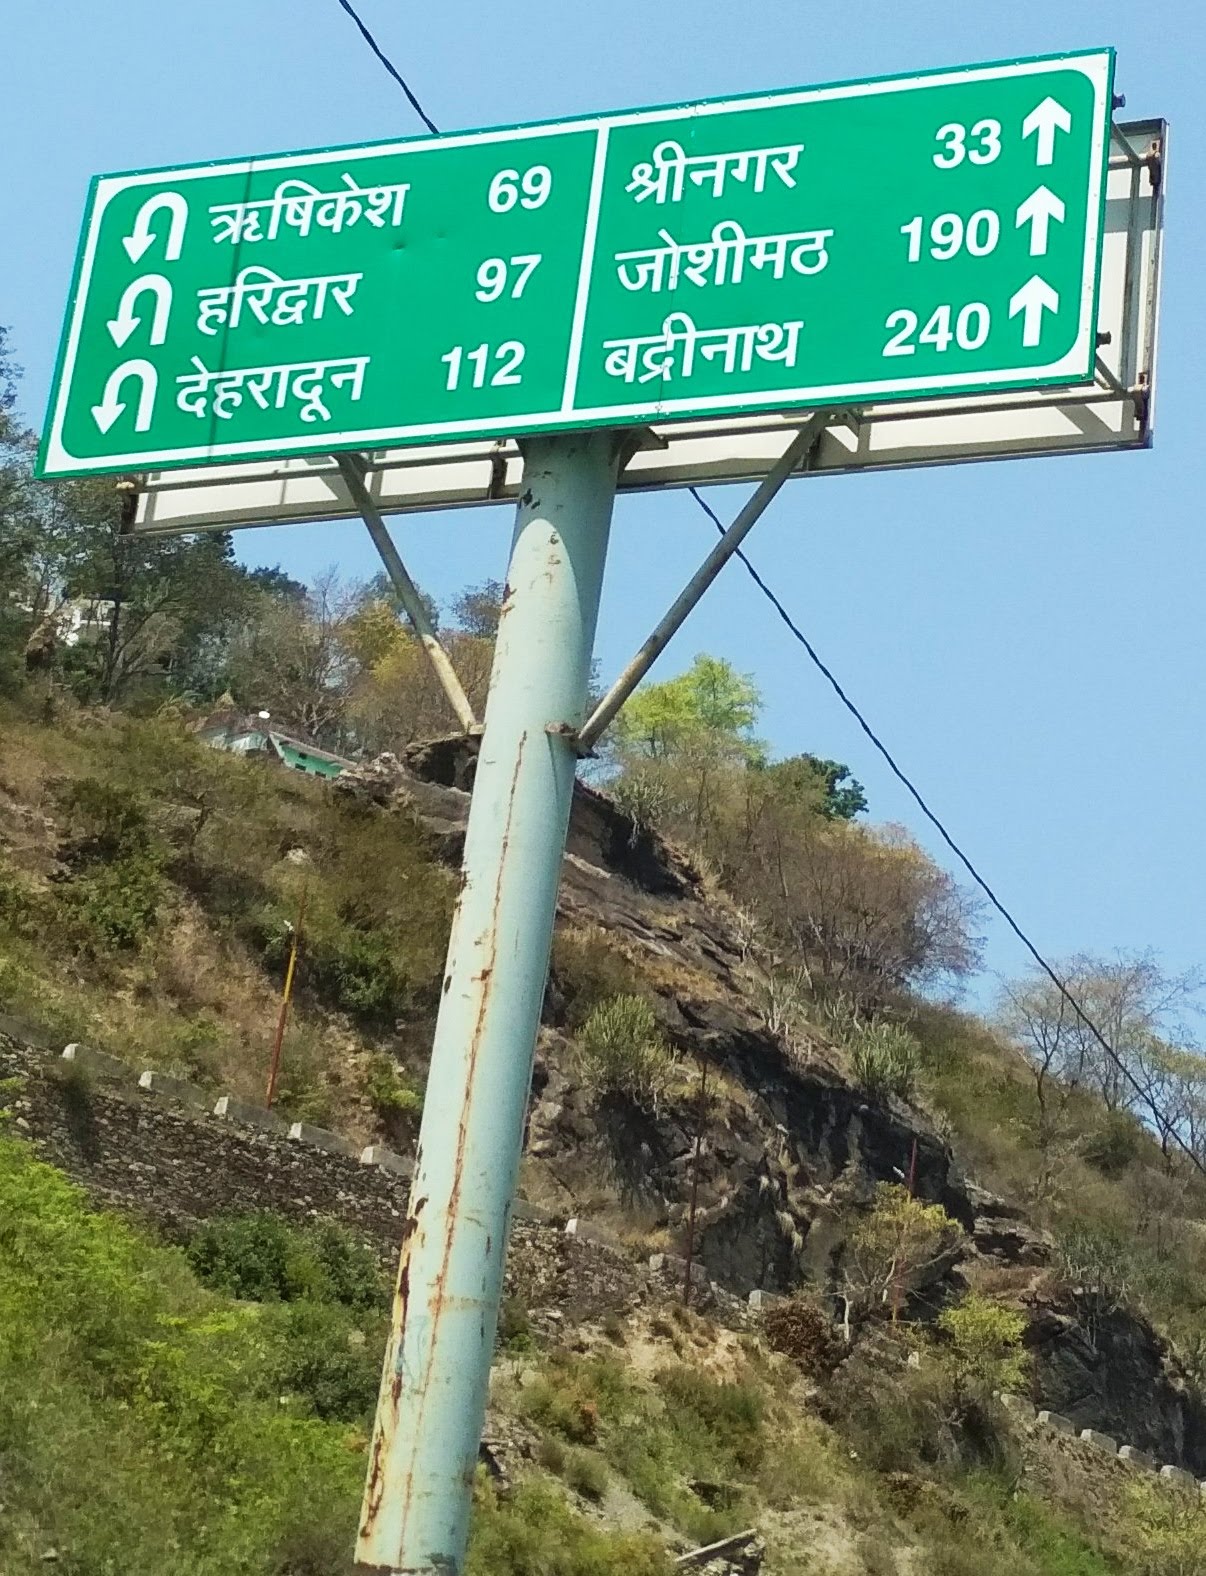 ऋषिकेश 69
हरिद्वार 97
देहरादून 112
श्रीनगर 33
जोशीमठ 190
बद्रीनाथ 240